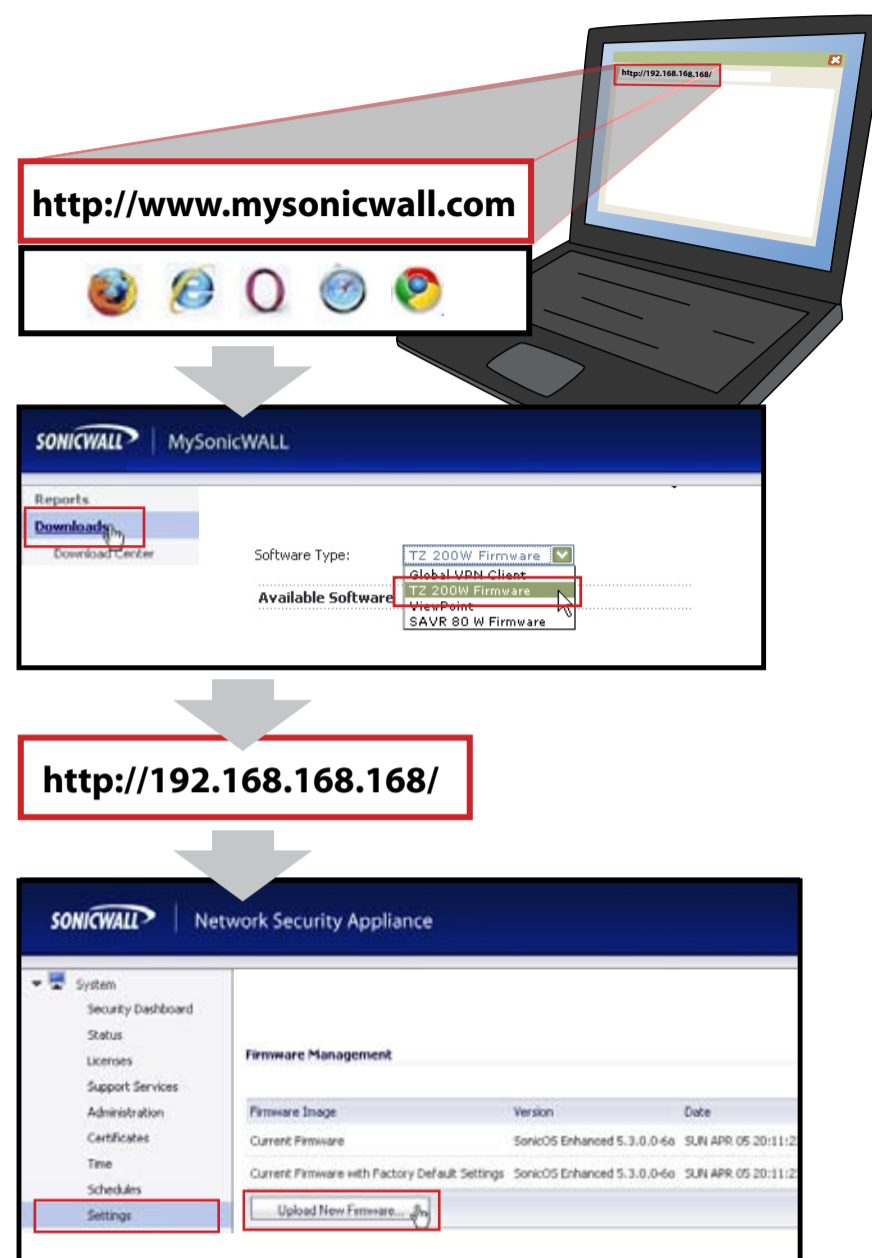 http://192.168.168.168/
http://www.mysonicwall.com
SONICWALL
MySonicWALL
Reports
Downloads
Download Center
Software Type:
TZ 200W Firmware
Global VPN Client
Available Software
TZ 200W Firmware
ViewPoint
SAVR 80 W Firmware
http://192.168.168.168/
SONICWALL
Network Security Appliance
System
Security Dashboard
Status
Licenses
Support Services
Administration
Certificates
Time
Schedules
Settings
Firmware Management
Firmware Image Version Date
Current Firmware SonicOS Enhanced 5.3.0.0-6o SUN APR 05 20:11:2
Current Firmware with Factory Default Settings SonicOS Enhanced 5.3.0.0-6o SUN APR 05 20:11:2
Upload New Firmware...